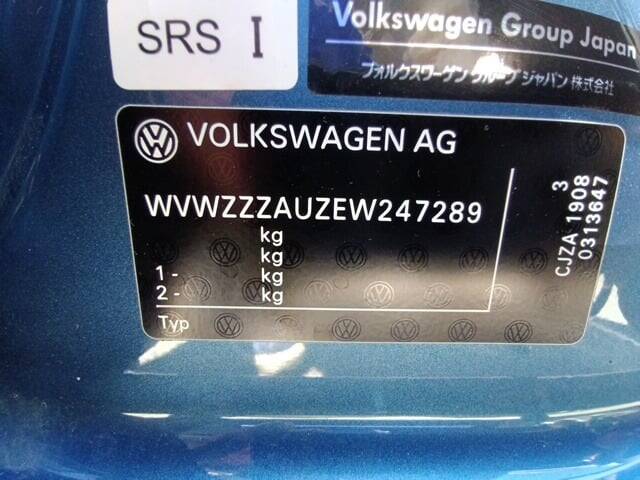 SRS I
Volkswagen Group Japan
フォルクスワーゲン グループ ジャパン 株式会社
VOLKSWAGEN AG
WVWZZZAUZEW247289
kg
kg
1 - kg
2 - kg
Typ
3
CJZA 1908
0313647